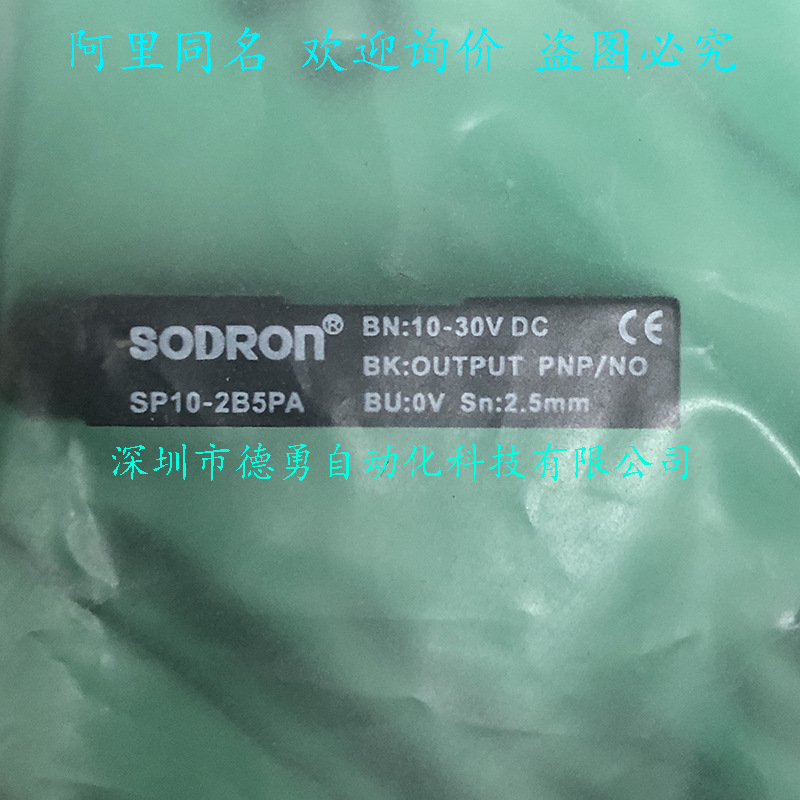 阿里同名 欢迎询价 盗图必究
SODRON® BN:10-30V DC CE
BK:OUTPUT PNP/NO
SP10-2B5PA BU:0V Sn:2.5mm
深圳市德勇自动化科技有限公司